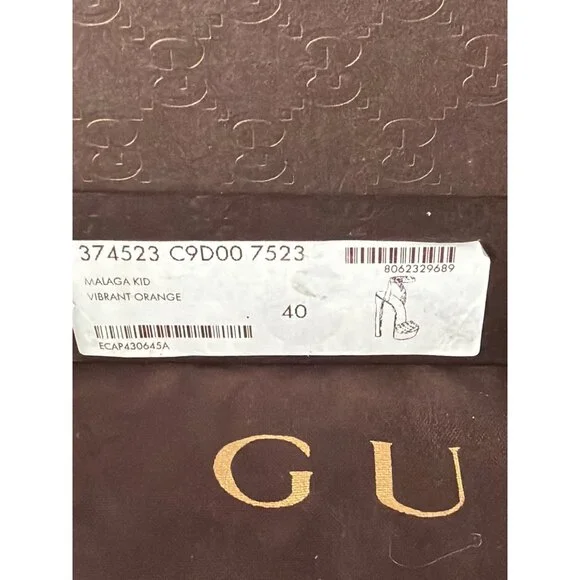 374523 C9D00 7523
8062329689
MALAGA KID
VIBRANT ORANGE
40
ECAP430645A
GU